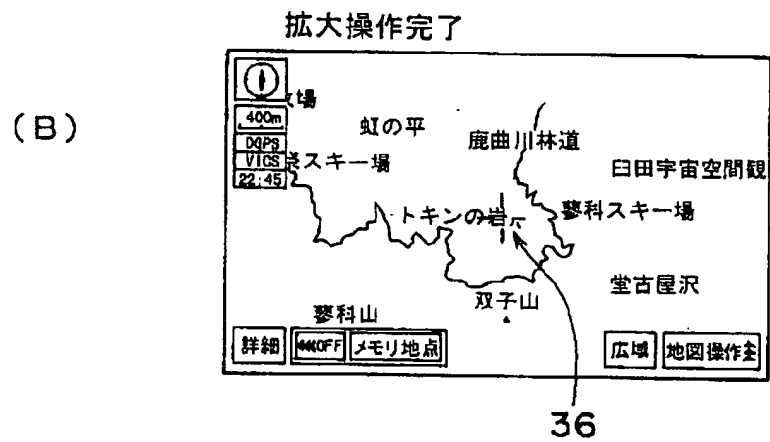 拡大操作完了
(B)
牧場
400m
虹の平
鹿曲川林道
DGPS
VICS
スキー場
臼田宇宙空間観
22:45
トキンの岩
蓼科スキー場
堂古屋沢
双子山
蓼科山
詳細
OFF
メモリ地点
広域
地図操作
36